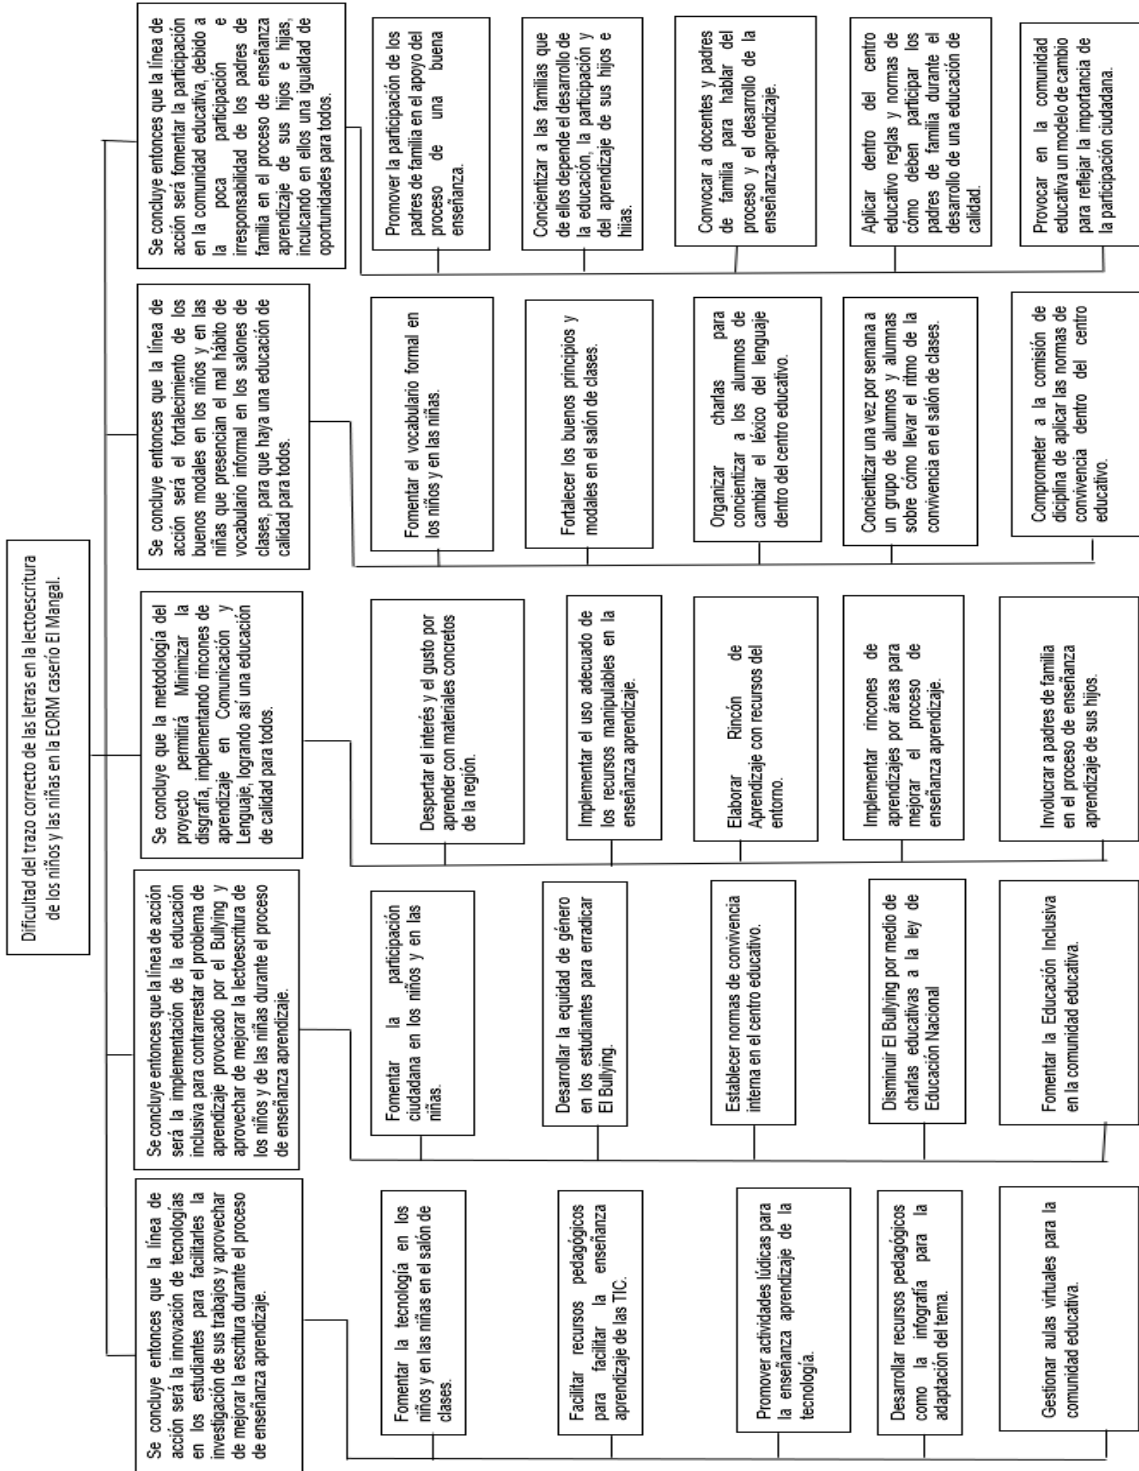 Dificultad del trazo correcto de las letras en la lectoescritura
de los niños y las niñas en la EORM caserío El Mangal.
Se concluye entonces que la línea de
acción será la innovación de tecnologías
en los estudiantes para facilitarles la
investigación de sus trabajos y aprovechar
de mejorar la escritura durante el proceso
de enseñanza aprendizaje.
Fomentar la tecnología en los
niños y en las niñas en el salón de
clases.
Facilitar recursos pedagógicos
para facilitar la enseñanza
aprendizaje de las TIC.
Promover actividades lúdicas para
la enseñanza aprendizaje de la
tecnología.
Desarrollar recursos pedagógicos
como la infografía para la
adaptación del tema.
Gestionar aulas virtuales para la
comunidad educativa.
Se concluye entonces que la línea de acción
será la implementación de la educación
inclusiva para contrarrestar el problema de
aprendizaje provocado por el Bullying y
aprovechar de mejorar la lectoescritura de
los niños y de las niñas durante el proceso
de enseñanza aprendizaje.
Fomentar la participación
ciudadana en los niños y en las
niñas.
Desarrollar la equidad de género
en los estudiantes para erradicar
El Bullying.
Establecer normas de convivencia
interna en el centro educativo.
Disminuir El Bullying por medio de
charlas educativas a la ley de
Educación Nacional
Fomentar la Educación Inclusiva
en la comunidad educativa.
Se concluye que la metodología del
proyecto permitirá Minimizar la
disgrafía, implementando rincones de
aprendizaje en Comunicación y
Lenguaje, logrando así una educación
de calidad para todos.
Despertar el interés y el gusto por
aprender con materiales concretos
de la región.
Implementar el uso adecuado de
los recursos manipulables en la
enseñanza aprendizaje.
Elaborar Rincón de
Aprendizaje con recursos del
entorno.
Implementar rincones de
aprendizajes por áreas para
mejorar el proceso de
enseñanza aprendizaje.
Involucrar a padres de familia
en el proceso de enseñanza
aprendizaje de sus hijos.
Se concluye entonces que la línea de
acción será el fortalecimiento de los
buenos modales en los niños y en las
niñas que presencian el mal hábito de
vocabulario informal en los salones de
clases, para que haya una educación de
calidad para todos.
Fomentar el vocabulario formal en
los niños y en las niñas.
Fortalecer los buenos principios y
modales en el salón de clases.
Organizar charlas para
concientizar a los alumnos de
cambiar el léxico del lenguaje
dentro del centro educativo.
Concientizar una vez por semana a
un grupo de alumnos y alumnas
sobre cómo llevar el ritmo de la
convivencia en el salón de clases.
Comprometer a la comisión de
diciplina de aplicar las normas de
convivencia dentro del centro
educativo.
Se concluye entonces que la línea de
acción será fomentar la participación
en la comunidad educativa, debido a
la poca participación e
irresponsabilidad de los padres de
familia en el proceso de enseñanza
aprendizaje de sus hijos e hijas,
inculcando en ellos una igualdad de
oportunidades para todos.
Promover la participación de los
padres de familia en el apoyo del
proceso de una buena
enseñanza.
Concientizar a las familias que
de ellos depende el desarrollo de
la educación, la participación y
del aprendizaje de sus hijos e
hijas.
Convocar a docentes y padres
de familia para hablar del
proceso y el desarrollo de la
enseñanza-aprendizaje.
Aplicar dentro del centro
educativo reglas y normas de
cómo deben participar los
padres de familia durante el
desarrollo de una educación de
calidad.
Provocar en la comunidad
educativa un modelo de cambio
para reflejar la importancia de
la participación ciudadana.